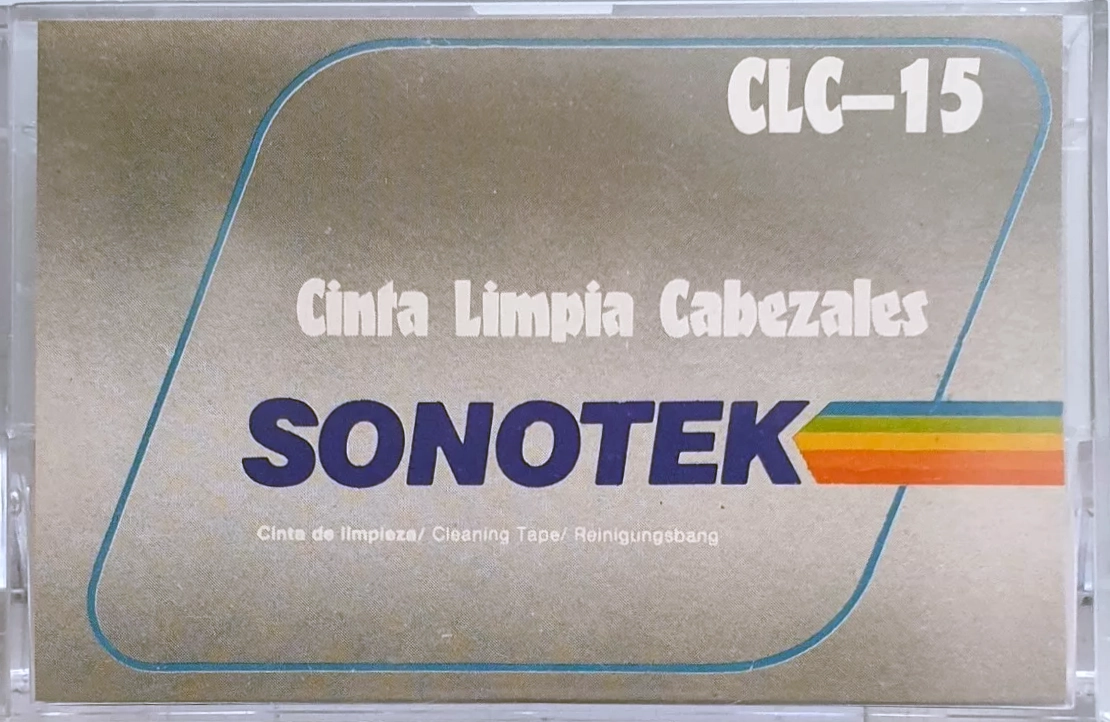 CLC-15
Cinta Limpia Cabezales
SONOTEK
Cinta de limpieza/ Cleaning Tape/ Reinigungsbang